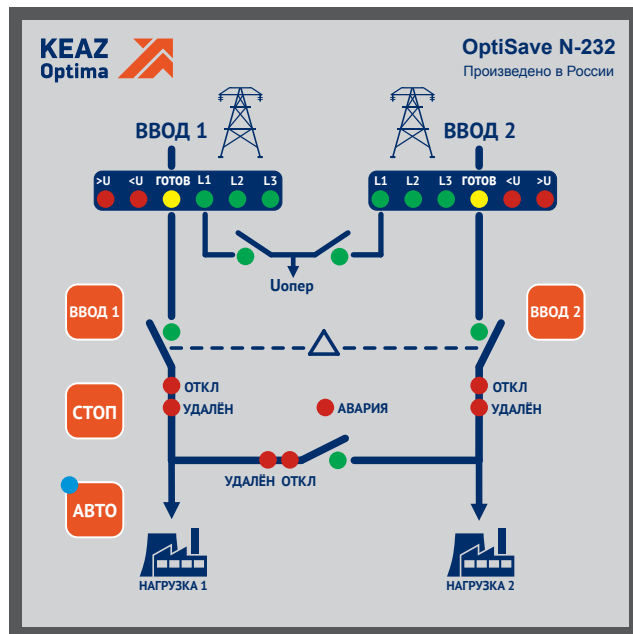 KEAZ
Optima
OptiSave N-232
Произведено в России
ВВОД 1
ВВОД 2
>U <U ГОТОВ L1 L2 L3
L1 L2 L3 ГОТОВ <U >U
Uопер
ВВОД 1
ВВОД 2
ОТКЛ
УДАЛЁН
ОТКЛ
УДАЛЁН
СТОП
АВАРИЯ
УДАЛЁН ОТКЛ
АВТО
НАГРУЗКА 1
НАГРУЗКА 2